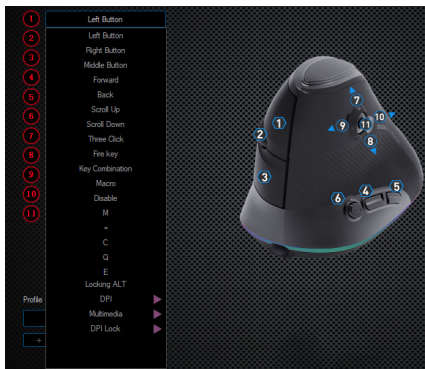 1 Left Button
2 Left Button
3 Right Button
Middle Button
4 Forward
5 Back
6 Scroll Up
Scroll Down
7 Three Click
8 Fire key
9 Key Combination
Macro
10 Disable
11 M
=
C
Q
E
Locking ALT
Profile DPI
Multimedia
+ DPI Lock
7
1 9 11 10
2 8
3
6 4 5